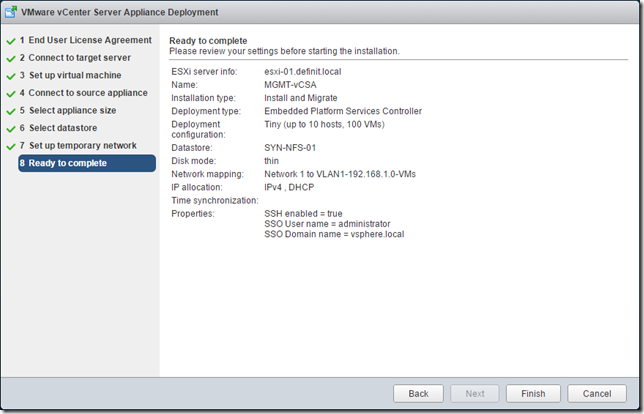 VMware vCenter Server Appliance Deployment
1 End User License Agreement
2 Connect to target server
3 Set up virtual machine
4 Connect to source appliance
5 Select appliance size
6 Select datastore
7 Set up temporary network
8 Ready to complete
Ready to complete
Please review your settings before starting the installation.
ESXi server info: esxi-01.definit.local
Name: MGMT-vCSA
Installation type: Install and Migrate
Deployment type: Embedded Platform Services Controller
Deployment configuration: Tiny (up to 10 hosts, 100 VMs)
Datastore: SYN-NFS-01
Disk mode: thin
Network mapping: Network 1 to VLAN1-192.168.1.0-VMs
IP allocation: IPv4 , DHCP
Time synchronization:
Properties: SSH enabled = true
SSO User name = administrator
SSO Domain name = vsphere.local
Back Next Finish Cancel